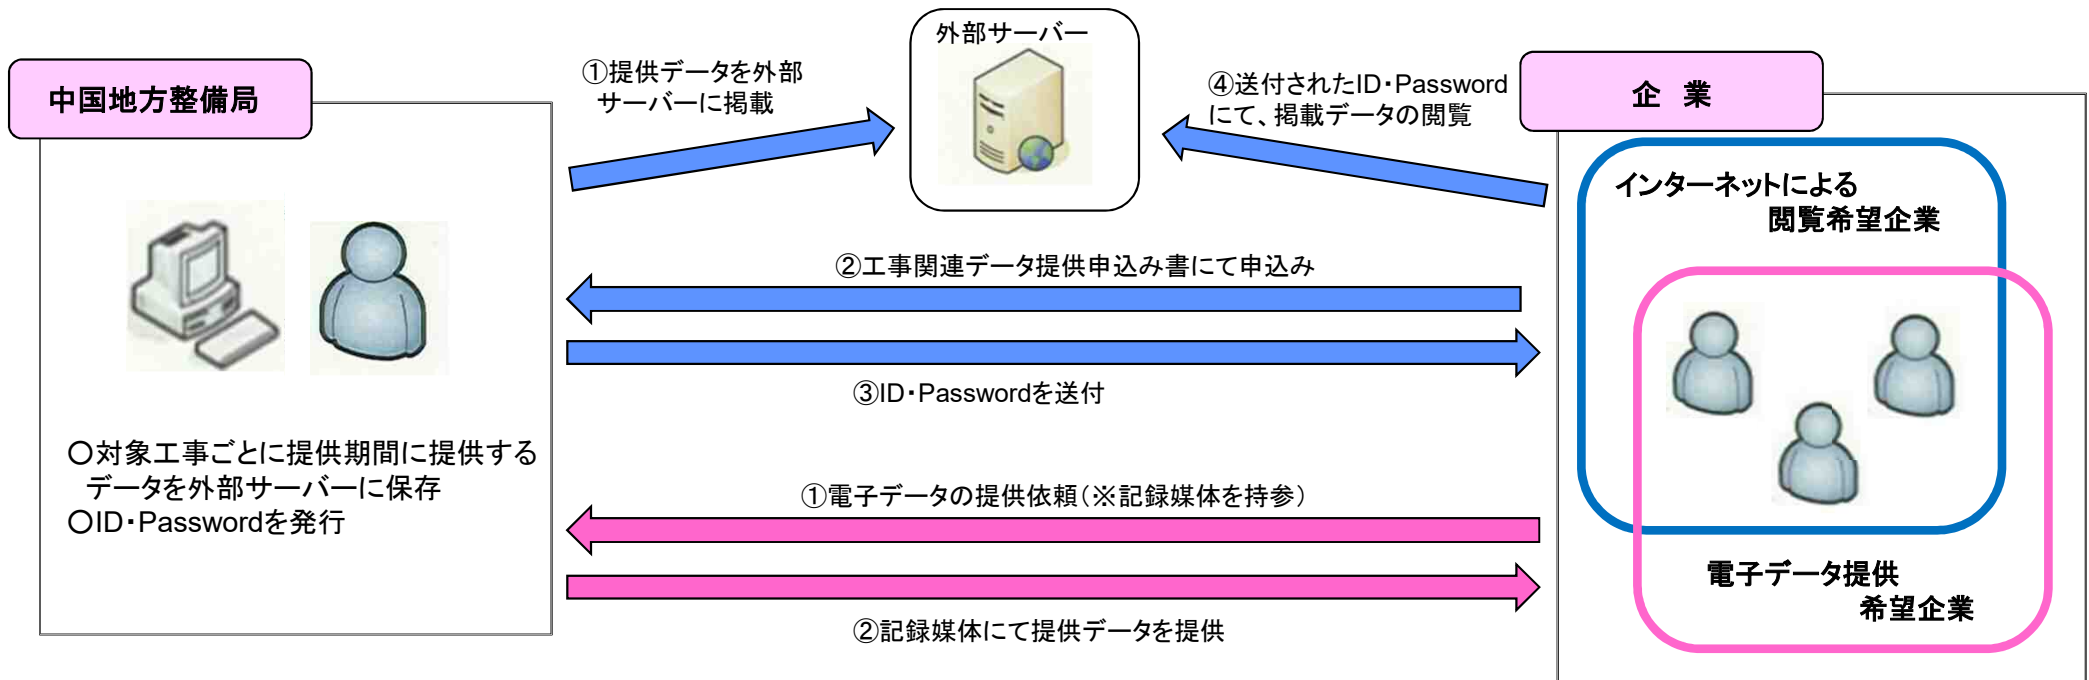 外部サーバー
①提供データを外部
サーバーに掲載
④送付されたID・Password
にて、掲載データの閲覧
中国地方整備局
企　業
インターネットによる
閲覧希望企業
②工事関連データ提供申込み書にて申込み
③ID・Passwordを送付
〇対象工事ごとに提供期間に提供する
データを外部サーバーに保存
〇ID・Passwordを発行
①電子データの提供依頼（※記録媒体を持参）
②記録媒体にて提供データを提供
電子データ提供
希望企業